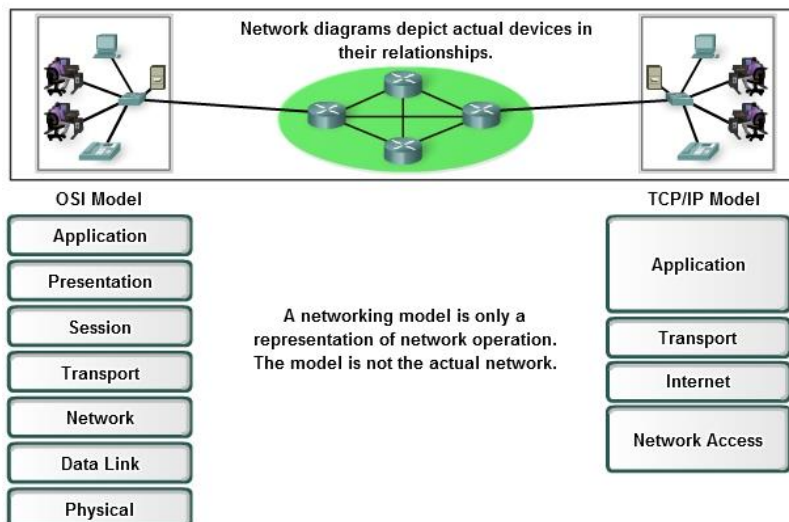 Network diagrams depict actual devices in
their relationships.
OSI Model
Application
Presentation
Session
Transport
Network
Data Link
Physical
A networking model is only a
representation of network operation.
The model is not the actual network.
TCP/IP Model
Application
Transport
Internet
Network Access